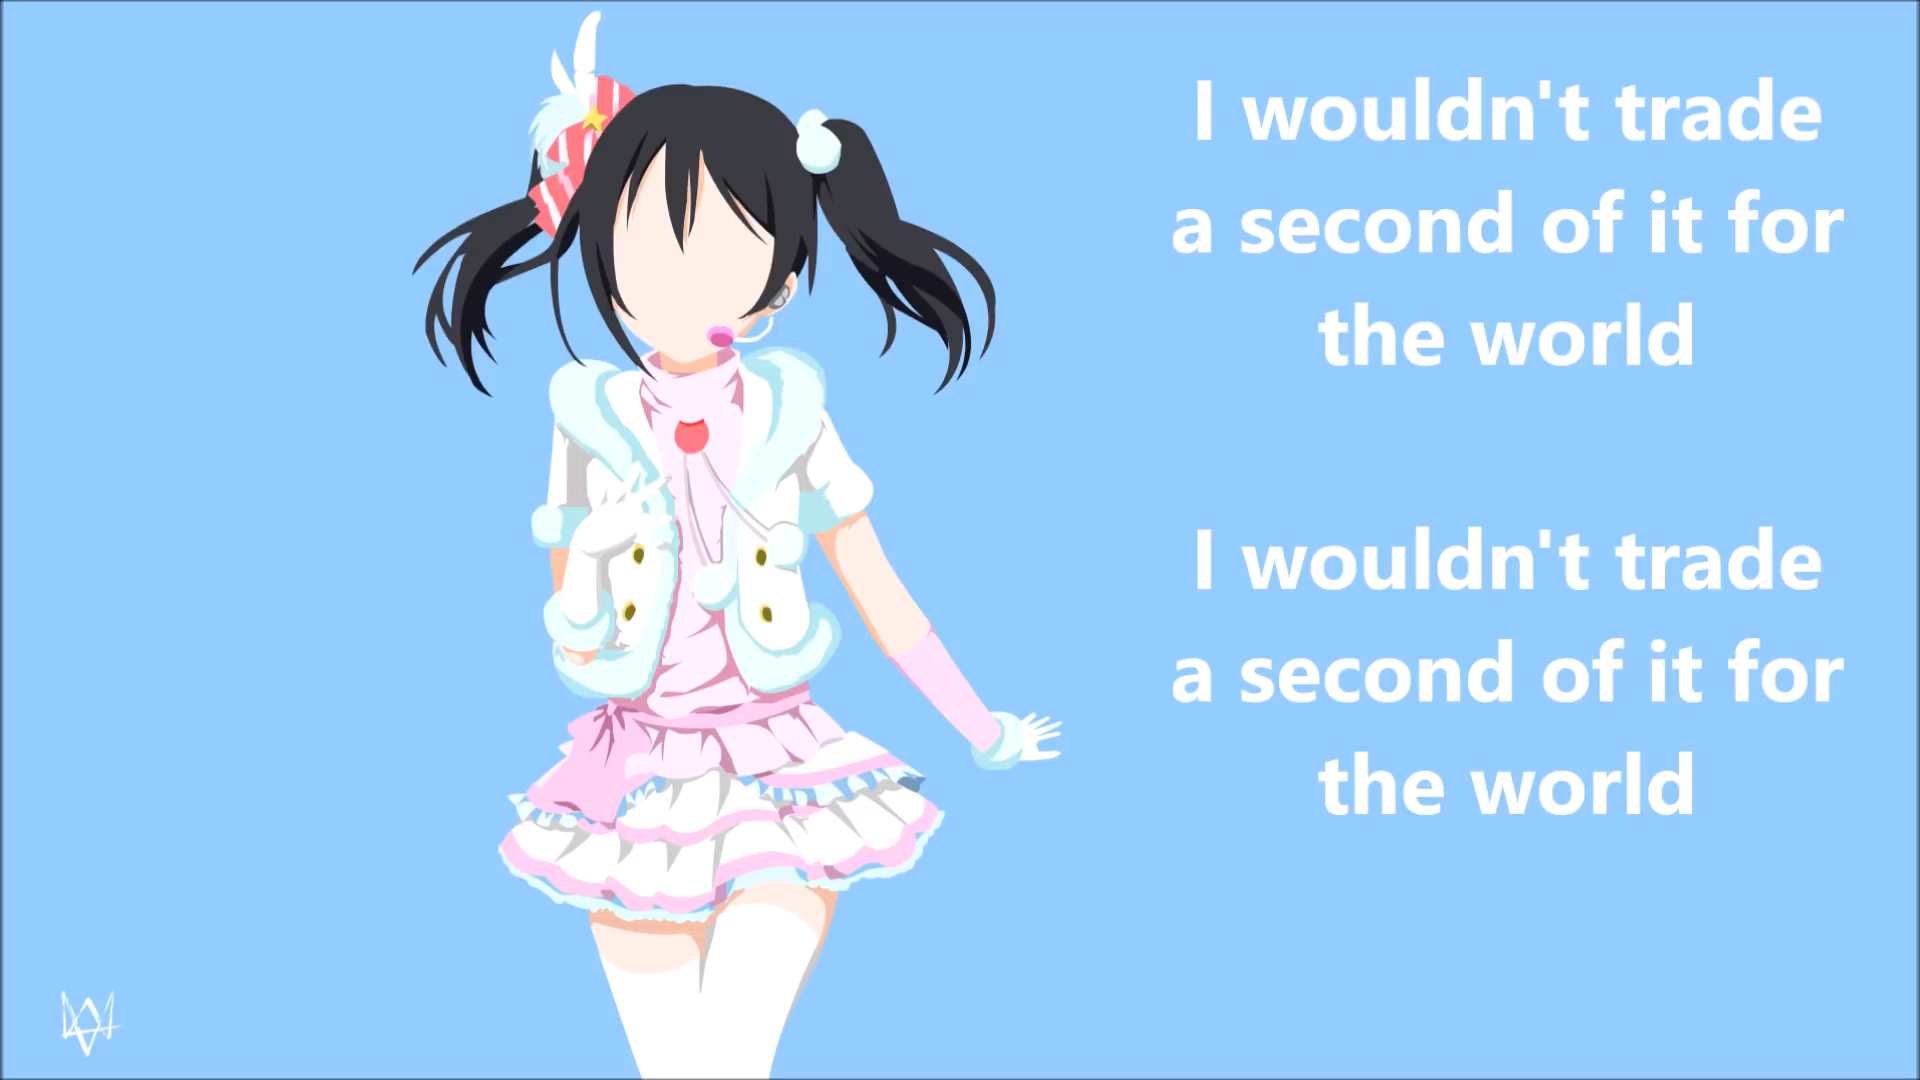 I wouldn't trade
a second of it for
the world
I wouldn't trade
a second of it for
the world